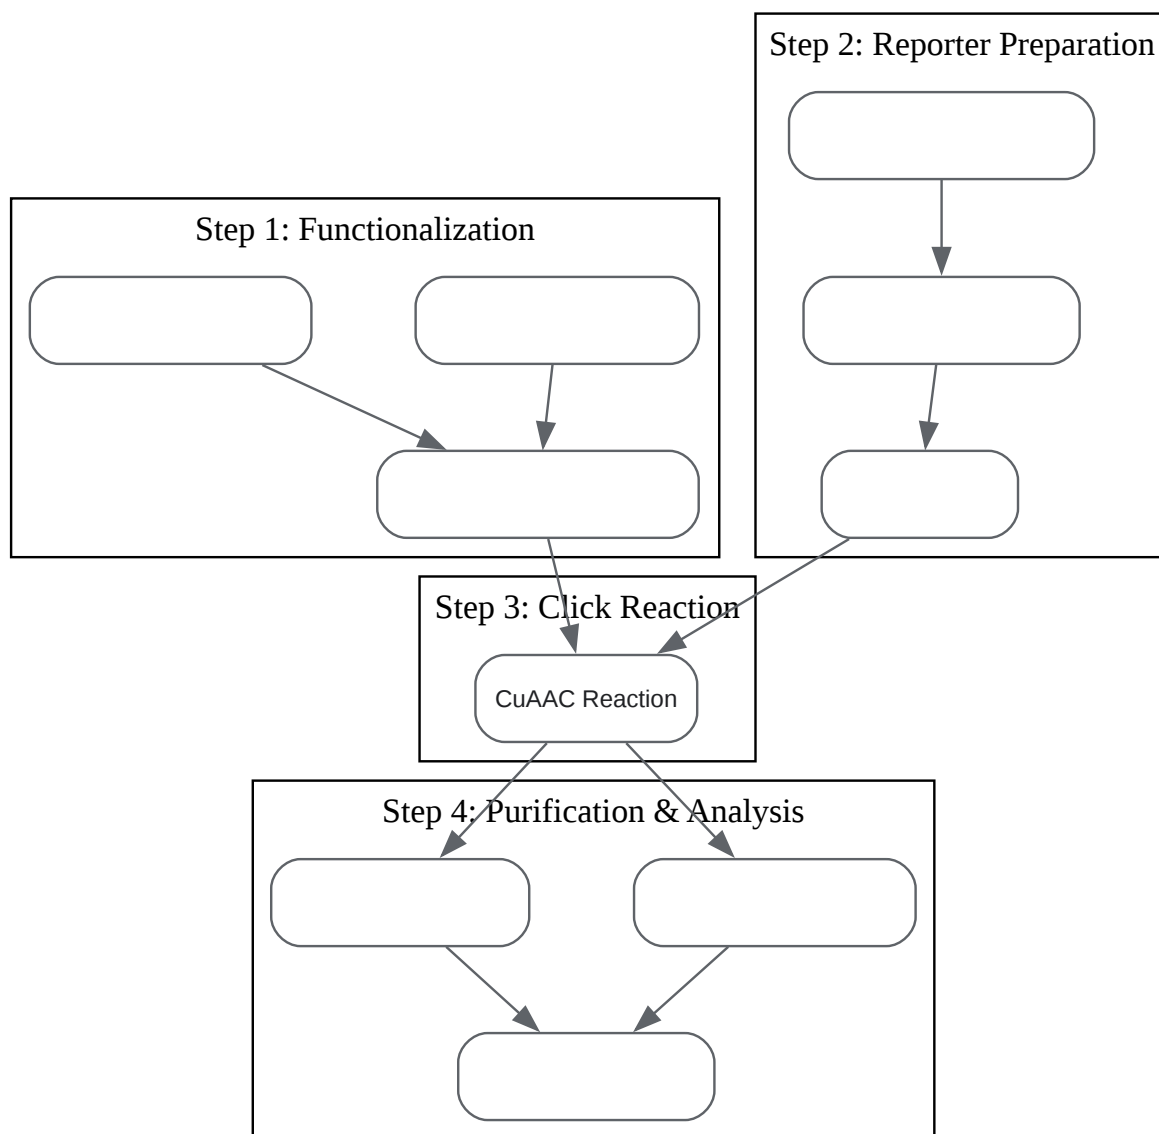 Step 2: Reporter Preparation
Step 1: Functionalization
Step 3: Click Reaction
CuAAC Reaction
Step 4: Purification & Analysis